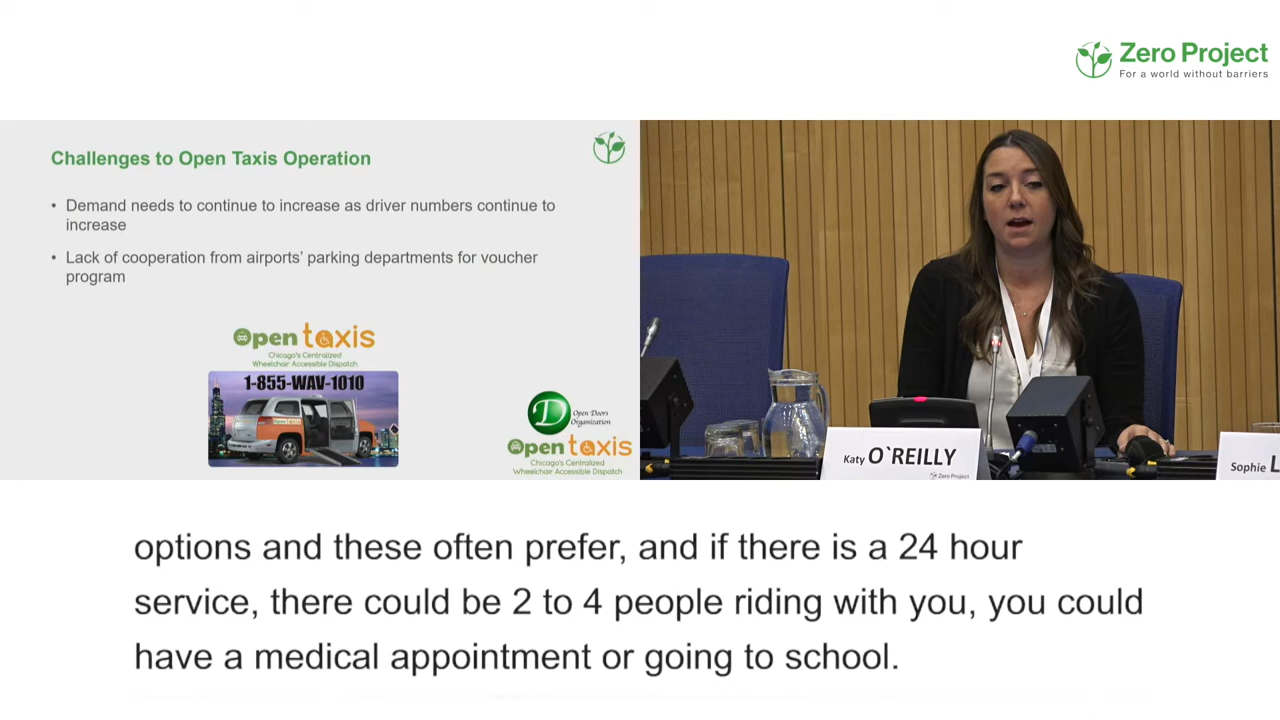 Zero Project
For a world without barriers
Challenges to Open Taxis Operation
• Demand needs to continue to increase as driver numbers continue to
increase
• Lack of cooperation from airports’ parking departments for voucher
program
Open taxis
Chicago's Centralized
Wheelchair Accessible Dispatch
1-855-WAV-1010
Open taxis
D
Open Doors
Organization
Open taxis
Chicago's Centralized
Wheelchair Accessible Dispatch
Katy O`REILLY
Zero Project
Sophie L
options and these often prefer, and if there is a 24 hour
service, there could be 2 to 4 people riding with you, you could
have a medical appointment or going to school.